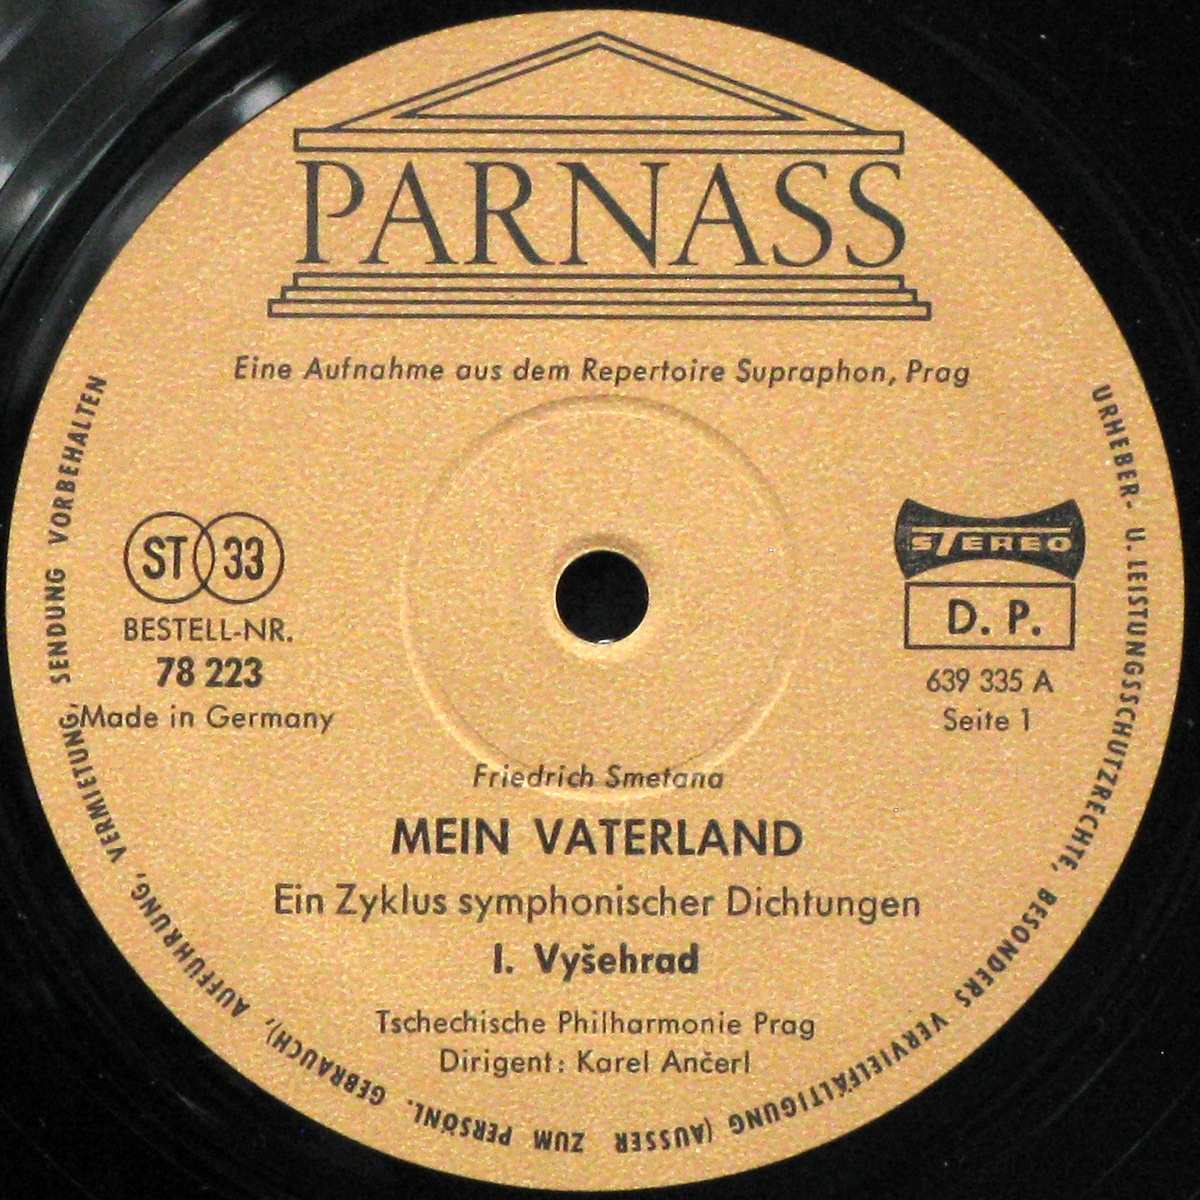 PARNASS
Eine Aufnahme aus dem Repertoire Supraphon, Prag
ST 33
BESTELL-NR.
78 223
Made in Germany
STEREO
D. P.
639 335 A
Seite 1
Friedrich Smetana
MEIN VATERLAND
Ein Zyklus symphonischer Dichtungen
I. Vyšehrad
Tschechische Philharmonie Prag
Dirigent: Karel Ančerl
URHEBER- U. LEISTUNGSSCHUTZRECHTE, BESONDERS VERVIELFÄLTIGUNG (AUSSER ZUM PERSÖNL. GEBRAUCH), AUFFÜHRUNG, VERMIETUNG, SENDUNG VORBEHALTEN